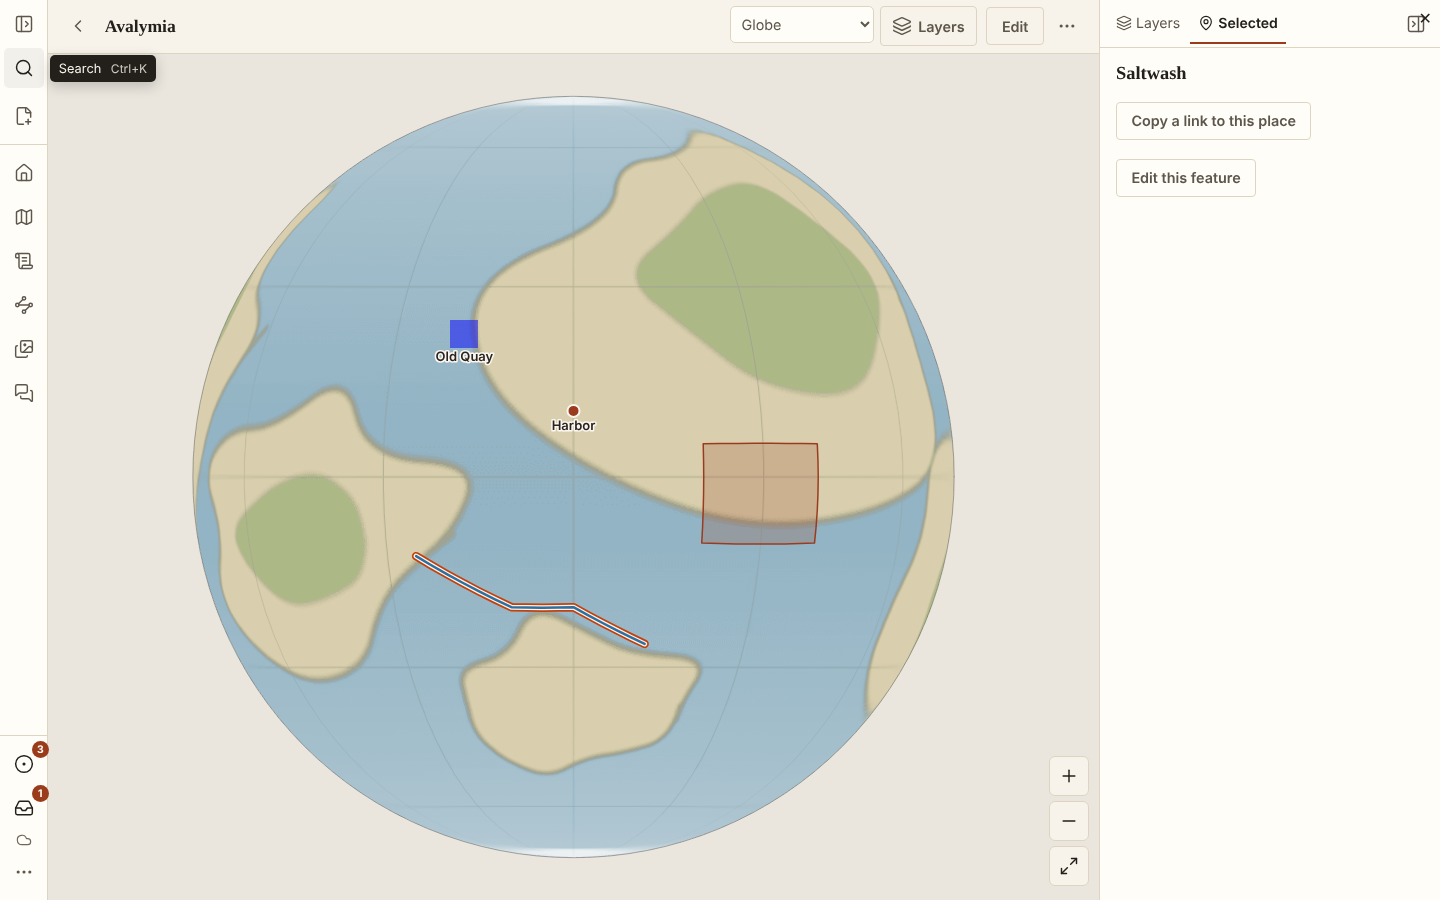 Avalymia
Globe
Layers
Edit
Layers
Selected
Search Ctrl+K
Saltwash
Copy a link to this place
Edit this feature
Old Quay
Harbor
3
1